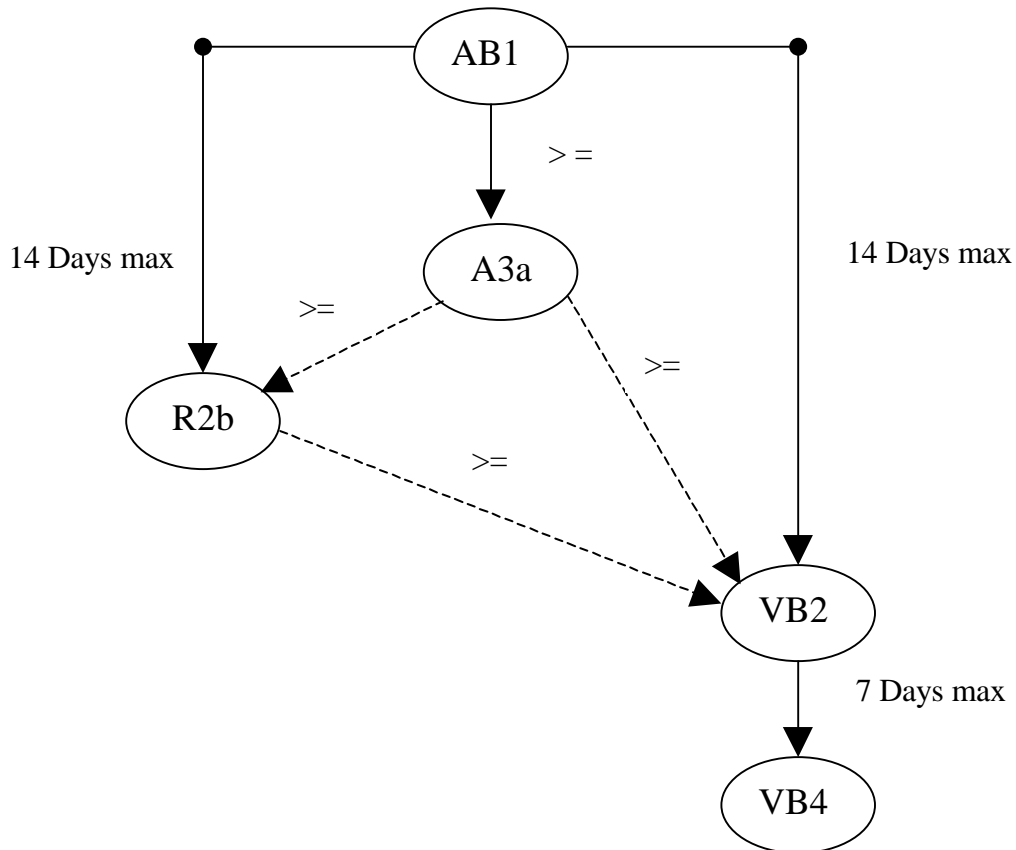 AB1
> =
14 Days max
14 Days max
A3a
>=
>=
R2b
>=
VB2
7 Days max
VB4